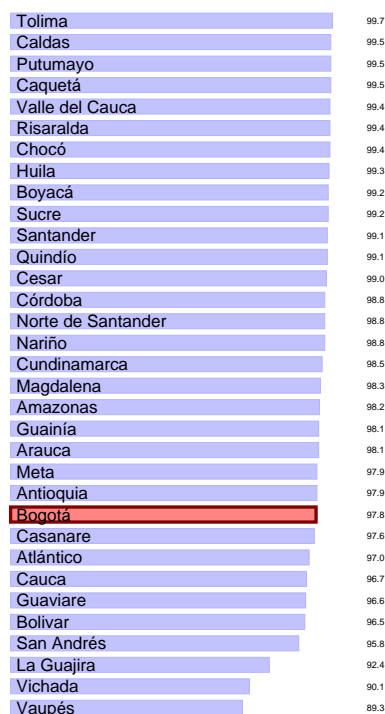 Tolima 99.7
Caldas 99.5
Putumayo 99.5
Caquetá 99.5
Valle del Cauca 99.4
Risaralda 99.4
Chocó 99.4
Huila 99.3
Boyacá 99.2
Sucre 99.2
Santander 99.1
Quindío 99.1
Cesar 99.0
Córdoba 98.8
Norte de Santander 98.8
Nariño 98.8
Cundinamarca 98.5
Magdalena 98.3
Amazonas 98.2
Guainía 98.1
Arauca 98.1
Meta 97.9
Antioquia 97.9
Bogotá 97.8
Casanare 97.6
Atlántico 97.0
Cauca 96.7
Guaviare 96.6
Bolivar 96.5
San Andrés 95.8
La Guajira 92.4
Vichada 90.1
Vaupés 89.3